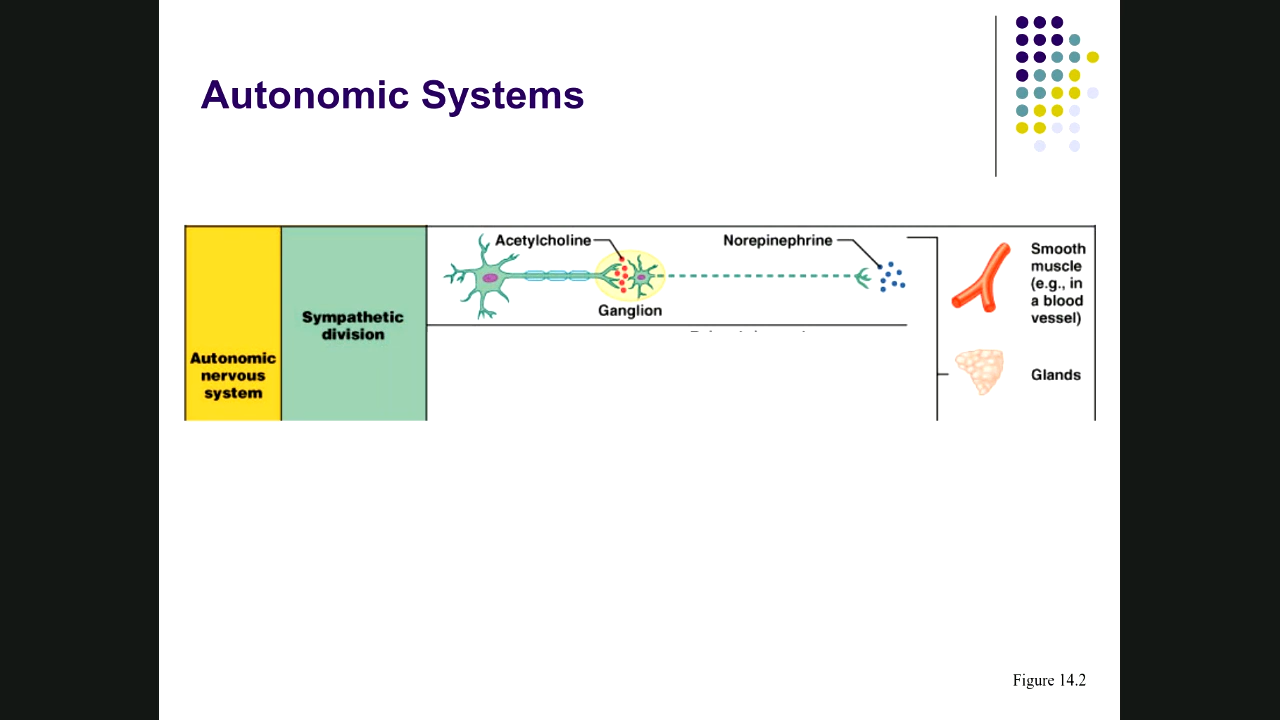 Autonomic Systems
Acetylcholine
Norepinephrine
Ganglion
Smooth
muscle
(e.g., in
a blood
vessel)
Sympathetic
division
Autonomic
nervous
system
Glands
Figure 14.2